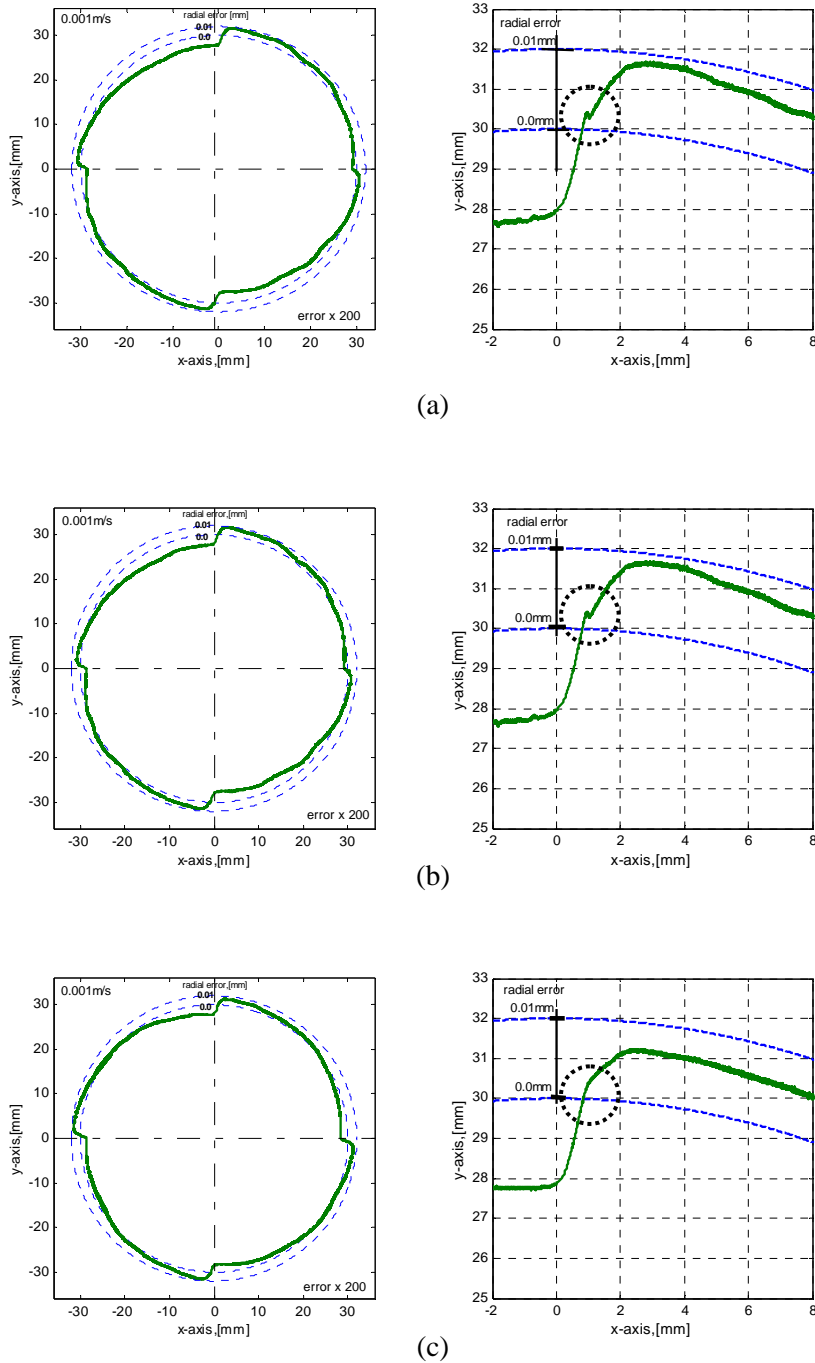 0.001m/s
radial error [mm]
0.01
0.0
30
20
10
0
-10
-20
-30
y-axis,[mm]
error x 200
-30 -20 -10 0 10 20 30
x-axis,[mm]
33
32
31
30
29
28
27
26
25
y-axis,[mm]
radial error
0.01mm
0.0mm
-2 0 2 4 6 8
x-axis,[mm]
(a)
0.001m/s
radial error,[mm]
0.01
0.0
30
20
10
0
-10
-20
-30
y-axis,[mm]
error x 200
-30 -20 -10 0 10 20 30
x-axis,[mm]
33
32
31
30
29
28
27
26
25
y-axis,[mm]
radial error
0.01mm
0.0mm
-2 0 2 4 6 8
x-axis,[mm]
(b)
0.001m/s
radial error,[mm]
0.01
0.0
30
20
10
0
-10
-20
-30
y-axis,[mm]
error x 200
-30 -20 -10 0 10 20 30
x-axis,[mm]
33
32
31
30
29
28
27
26
25
y-axis,[mm]
radial error
0.01mm
0.0mm
-2 0 2 4 6 8
x-axis,[mm]
(c)